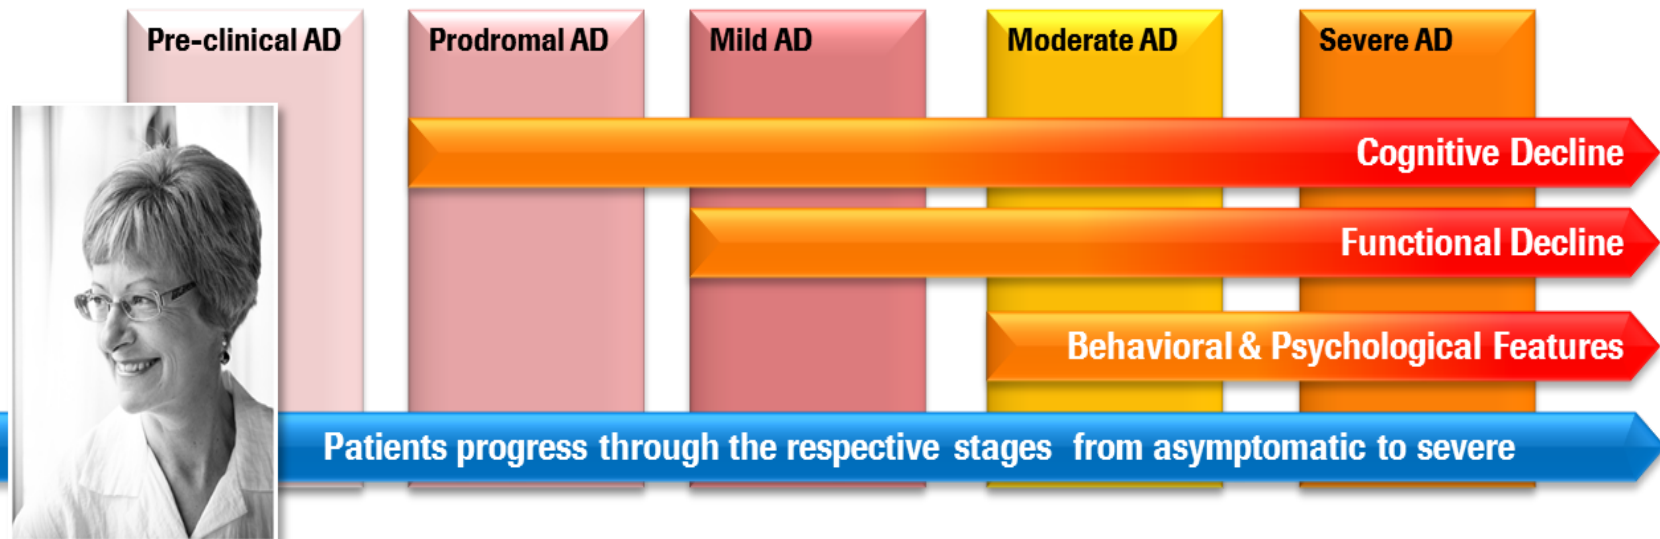 Pre-clinical AD
Prodromal AD
Mild AD
Moderate AD
Severe AD
Cognitive Decline
Functional Decline
Behavioral & Psychological Features
Patients progress through the respective stages from asymptomatic to severe